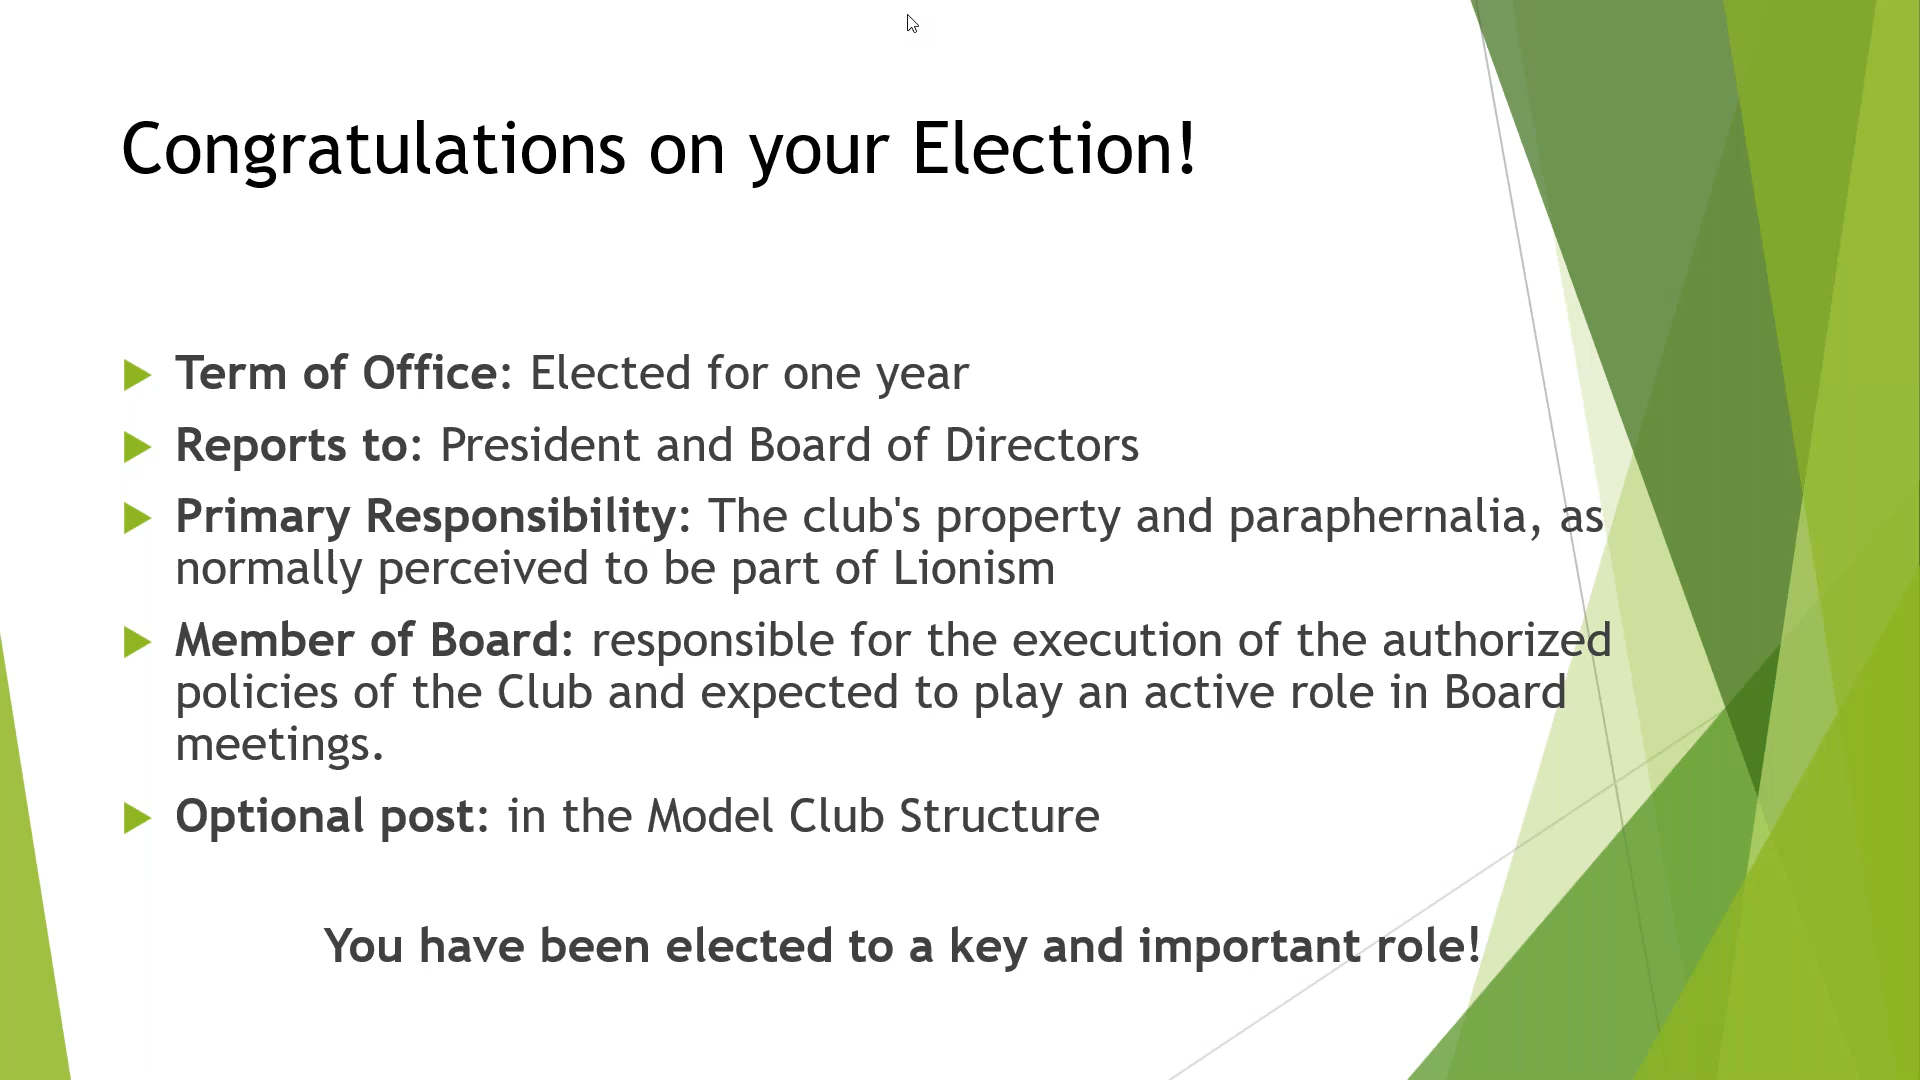 Congratulations on your Election!
Term of Office: Elected for one year
Reports to: President and Board of Directors
Primary Responsibility: The club's property and paraphernalia, as
normally perceived to be part of Lionism
Member of Board: responsible for the execution of the authorized
policies of the Club and expected to play an active role in Board
meetings.
Optional post: in the Model Club Structure
You have been elected to a key and important role!